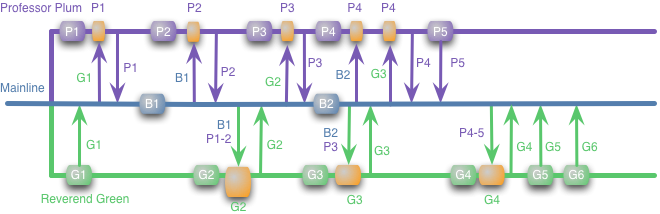 Professor Plum P1 P2 P3 P4 P4
P1 P2 P3 P4 P5
G1 P1 B1 P2 G2 P3 B2 G3 P4 P5
Mainline
B1 B2
G1 B1 P1-2 G2 B2 P3 G3 P4-5 G4 G5 G6
G1 G2 G3 G4 G5 G6
Reverend Green G2 G3 G4